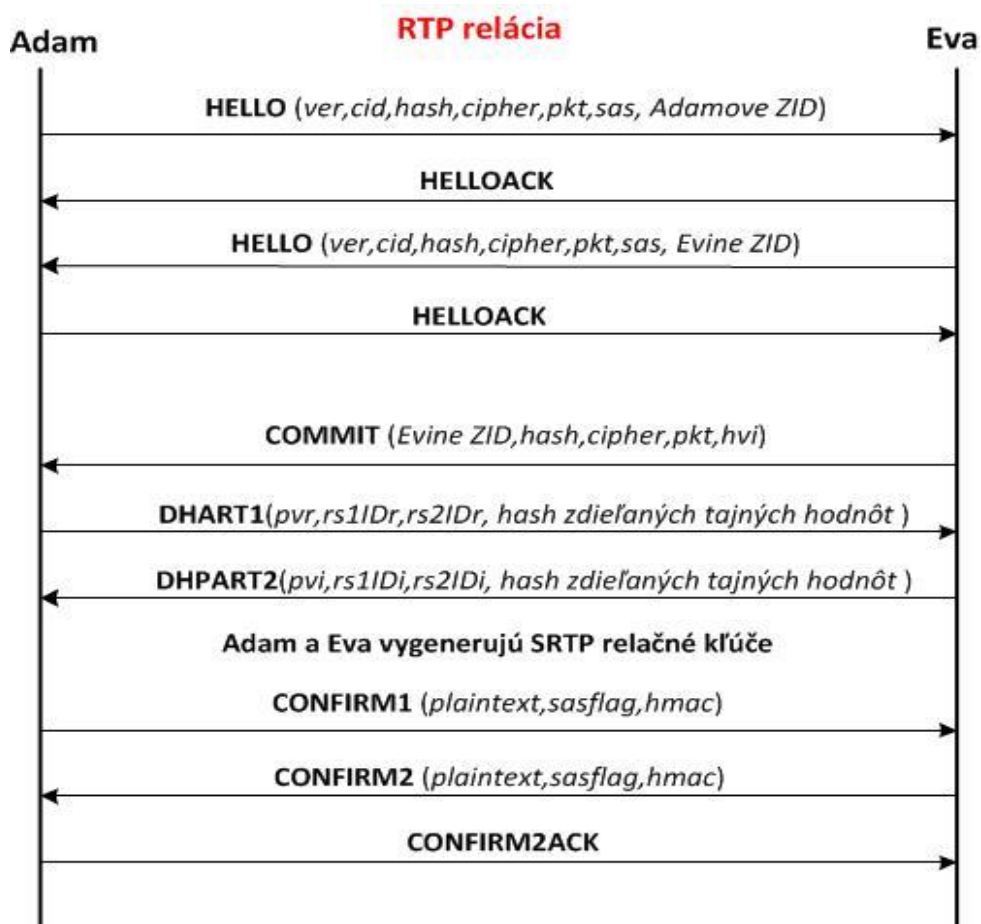 RTP relácia
Adam
Eva
HELLO (ver,cid,hash,cipher,pkt,sas, Adamove ZID)
HELLOACK
HELLO (ver,cid,hash,cipher,pkt,sas, Evine ZID)
HELLOACK
COMMIT (Evine ZID,hash,cipher,pkt,hvi)
DHART1(pvr,rs1IDr,rs2IDr, hash zdieľaných tajných hodnôt )
DHPART2(pvi,rs1IDi,rs2IDi, hash zdieľaných tajných hodnôt )
Adam a Eva vygenerujú SRTP relačné kľúče
CONFIRM1 (plaintext,sasflag,hmac)
CONFIRM2 (plaintext,sasflag,hmac)
CONFIRM2ACK